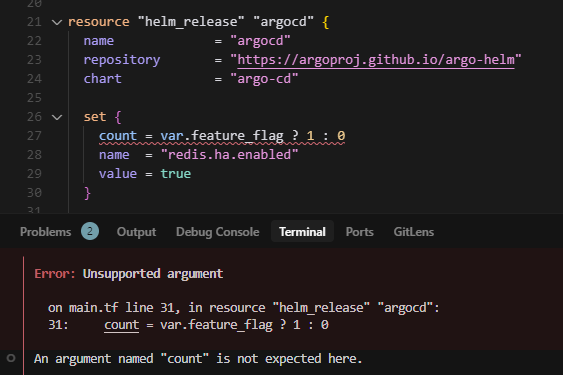 20
21 resource "helm_release" "argocd" {
22   name             = "argocd"
23   repository       = "https://argoproj.github.io/argo-helm"
24   chart            = "argo-cd"
25
26   set {
27     count = var.feature_flag ? 1 : 0
28     name  = "redis.ha.enabled"
29     value = true
30   }
31
Problems 2 Output Debug Console Terminal Ports GitLens
Error: Unsupported argument
on main.tf line 31, in resource "helm_release" "argocd":
31:     count = var.feature_flag ? 1 : 0
An argument named "count" is not expected here.